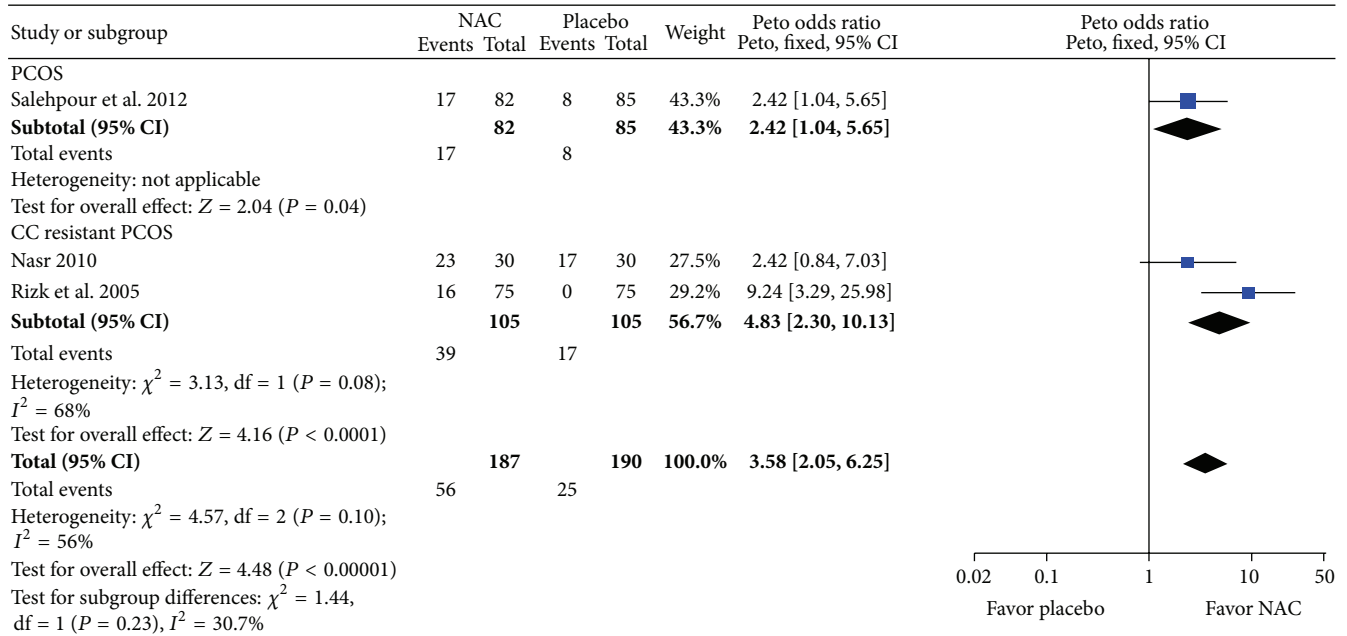 Study or subgroup NAC Placebo Weight Peto odds ratio Peto odds ratio
Events Total Events Total Peto, fixed, 95% CI Peto, fixed, 95% CI
PCOS
Salehpour et al. 2012 17 82 8 85 43.3% 2.42 [1.04, 5.65]
Subtotal (95% CI) 82 85 43.3% 2.42 [1.04, 5.65]
Total events 17 8
Heterogeneity: not applicable
Test for overall effect: Z = 2.04 (P = 0.04)
CC resistant PCOS
Nasr 2010 23 30 17 30 27.5% 2.42 [0.84, 7.03]
Rizk et al. 2005 16 75 0 75 29.2% 9.24 [3.29, 25.98]
Subtotal (95% CI) 105 105 56.7% 4.83 [2.30, 10.13]
Total events 39 17
Heterogeneity: χ² = 3.13, df = 1 (P = 0.08);
I² = 68%
Test for overall effect: Z = 4.16 (P < 0.0001)
Total (95% CI) 187 190 100.0% 3.58 [2.05, 6.25]
Total events 56 25
Heterogeneity: χ² = 4.57, df = 2 (P = 0.10);
I² = 56%
Test for overall effect: Z = 4.48 (P < 0.00001)
Test for subgroup differences: χ² = 1.44,
df = 1 (P = 0.23), I² = 30.7%
0.02 0.1 1 10 50
Favor placebo Favor NAC